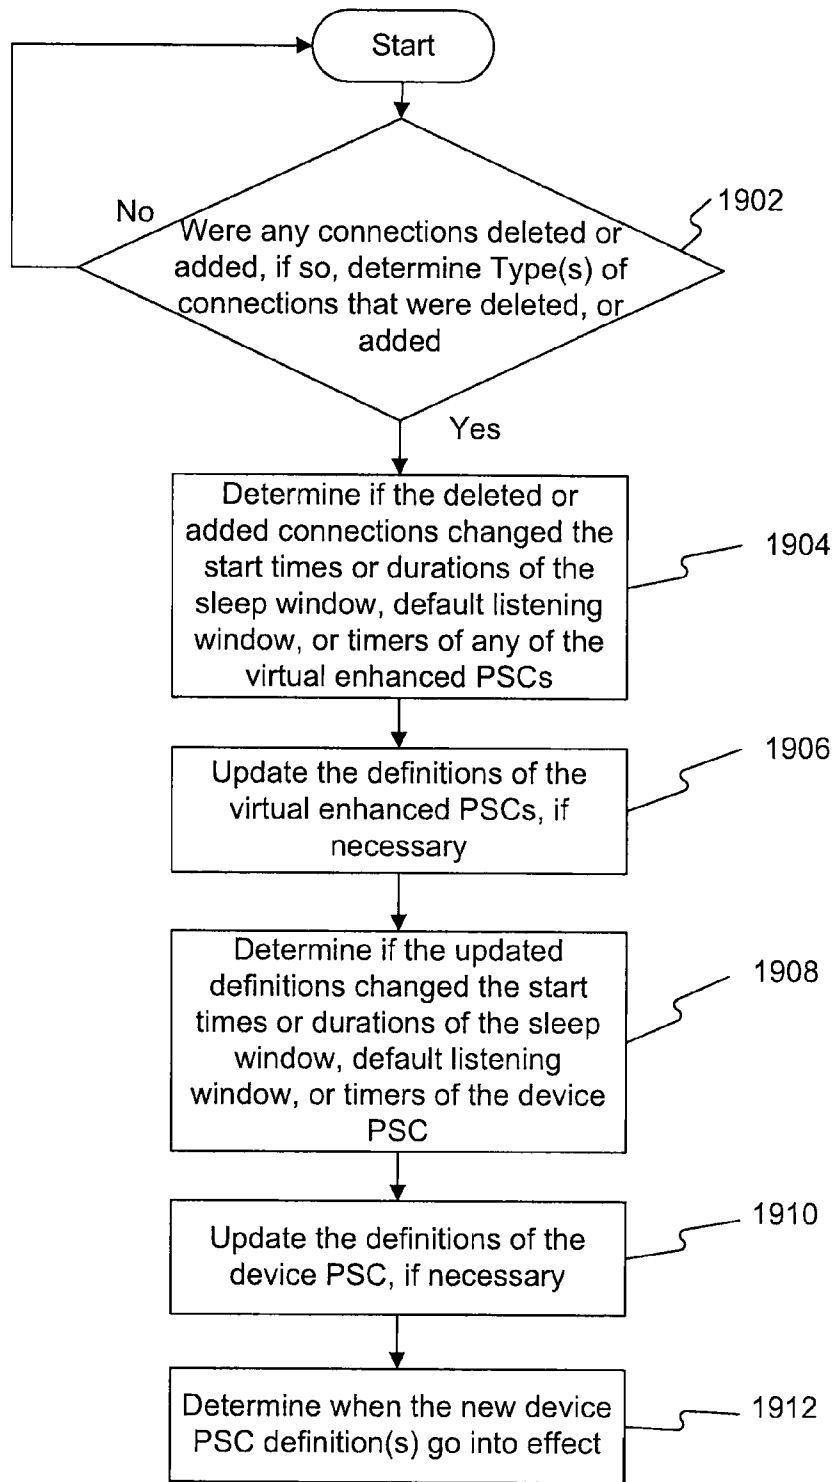 Start
No
1902
Were any connections deleted or
added, if so, determine Type(s) of
connections that were deleted, or
added
Yes
Determine if the deleted or
added connections changed the
start times or durations of the
sleep window, default listening
window, or timers of any of the
virtual enhanced PSCs
1904
1906
Update the definitions of the
virtual enhanced PSCs, if
necessary
Determine if the updated
definitions changed the start
times or durations of the sleep
window, default listening
window, or timers of the device
PSC
1908
1910
Update the definitions of the
device PSC, if necessary
Determine when the new device
PSC definition(s) go into effect
1912